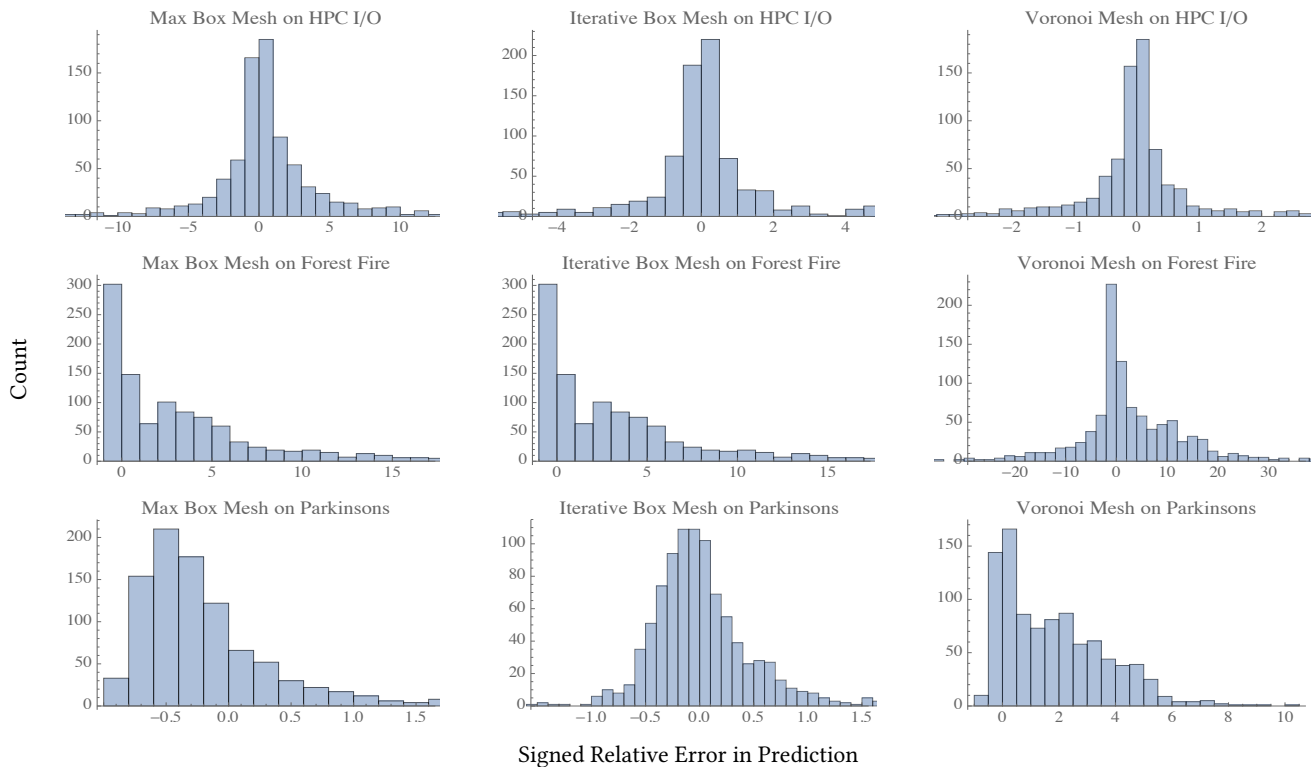 Max Box Mesh on HPC I/O
Iterative Box Mesh on HPC I/O
Voronoi Mesh on HPC I/O
150
100
50
0
−10 −5 0 5 10
200
150
100
50
0
−4 −2 0 2 4
150
100
50
0
−2 −1 0 1 2
Max Box Mesh on Forest Fire
Iterative Box Mesh on Forest Fire
Voronoi Mesh on Forest Fire
Count
300
250
200
150
100
50
0
0 5 10 15
300
250
200
150
100
50
0
0 5 10 15
200
150
100
50
0
−20 −10 0 10 20 30
Max Box Mesh on Parkinsons
Iterative Box Mesh on Parkinsons
Voronoi Mesh on Parkinsons
200
150
100
50
0
−0.5 0.0 0.5 1.0 1.5
100
80
60
40
20
0
−1.0 −0.5 0.0 0.5 1.0 1.5
150
100
50
0
0 2 4 6 8 10
Signed Relative Error in Prediction